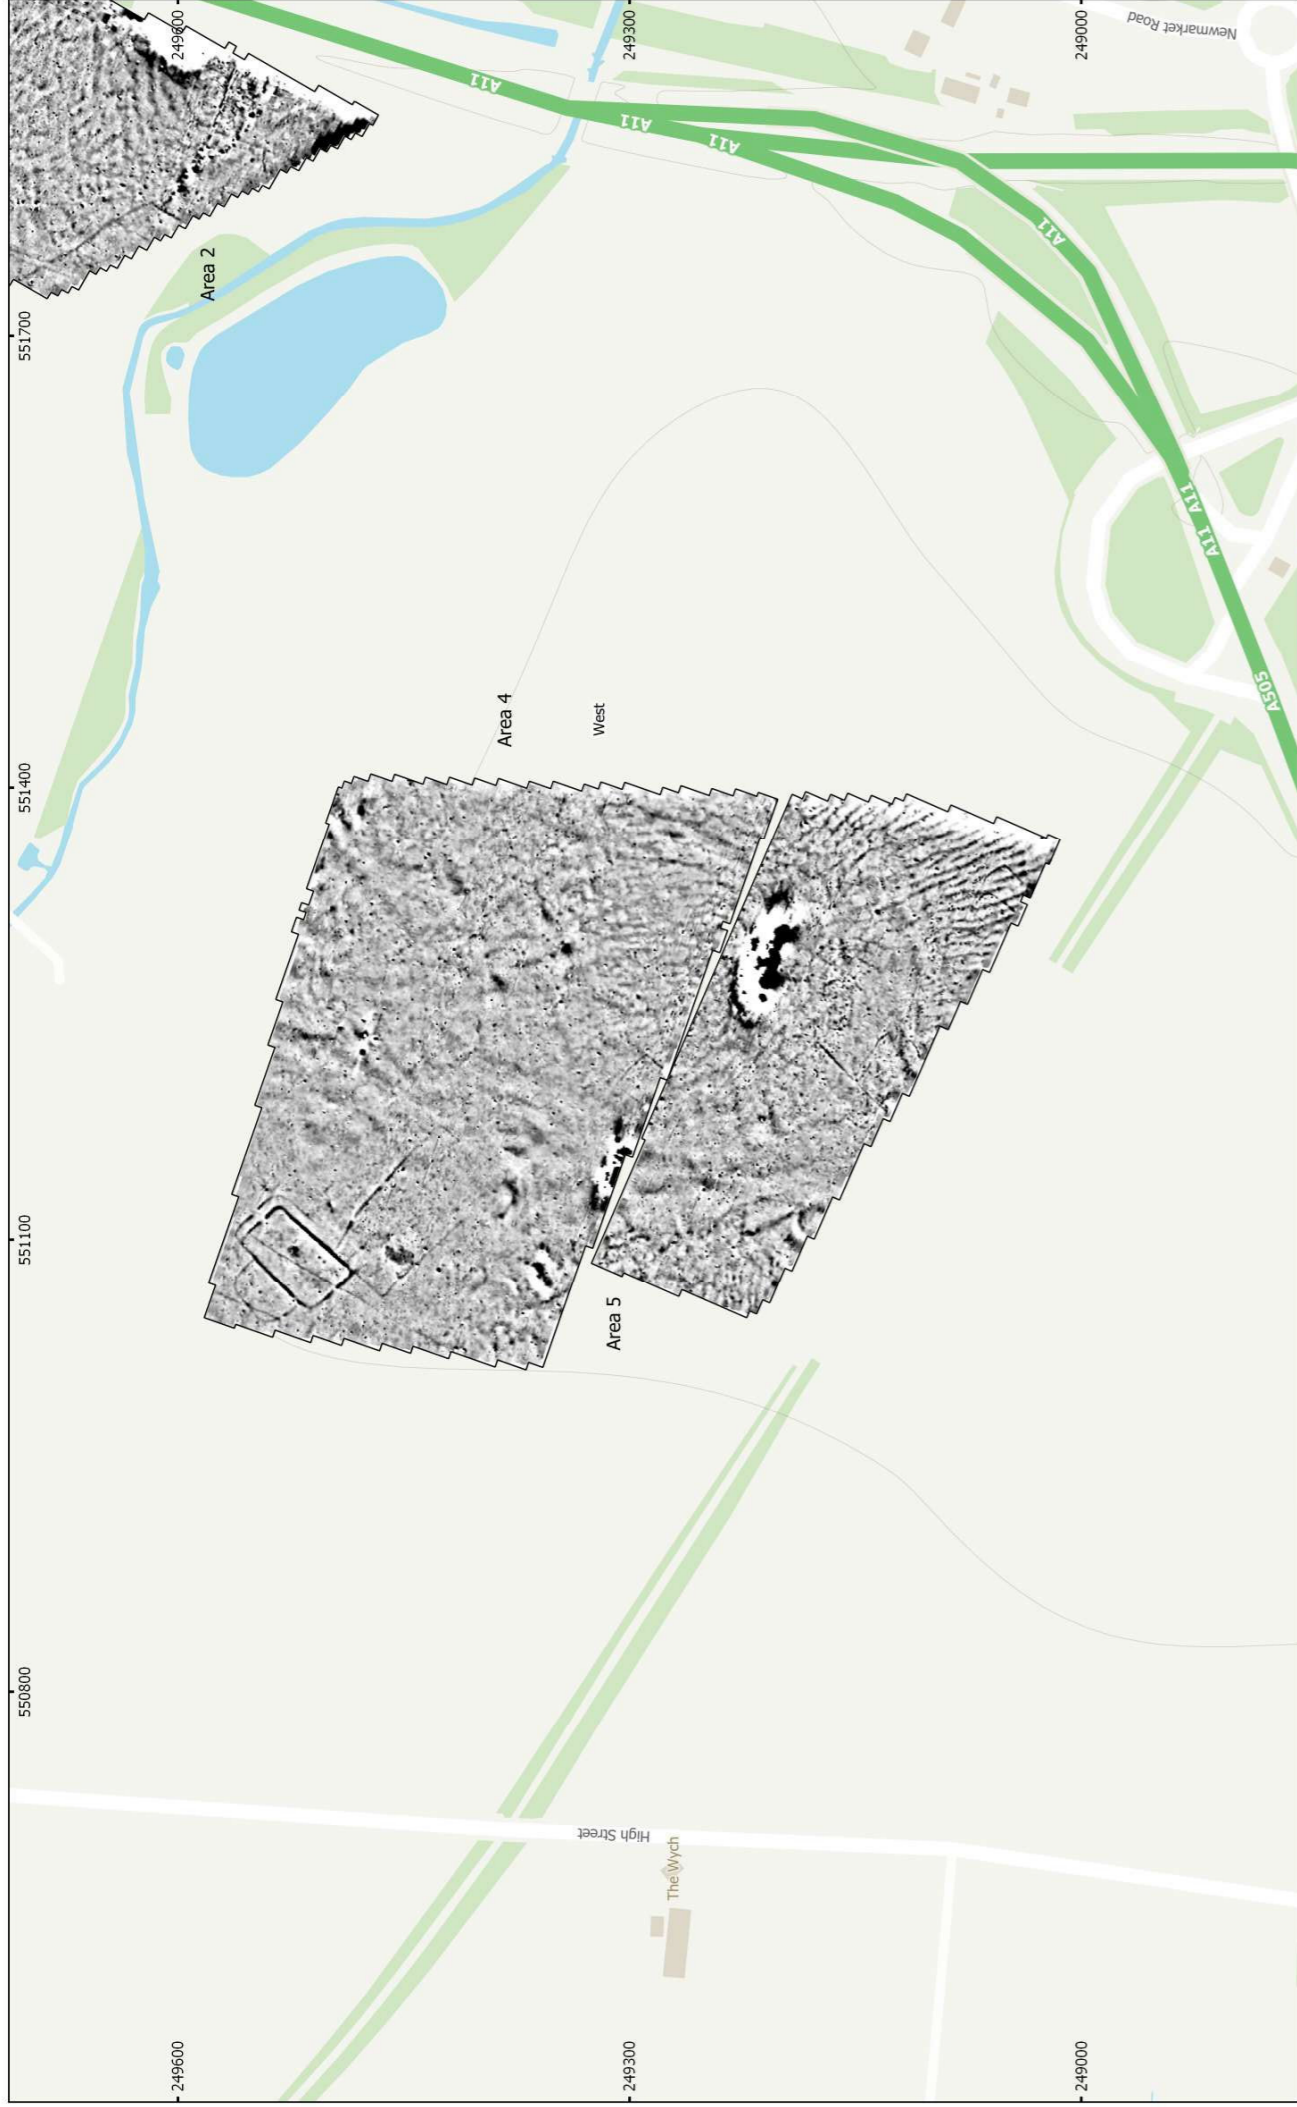 249600
249300
249000
Newmarket Road
A11
A11
A11
Area 2
551700
A11
A11
A11
A505
Area 4
West
551400
551100
Area 5
550800
High Street
The Wych
249600
249300
249000